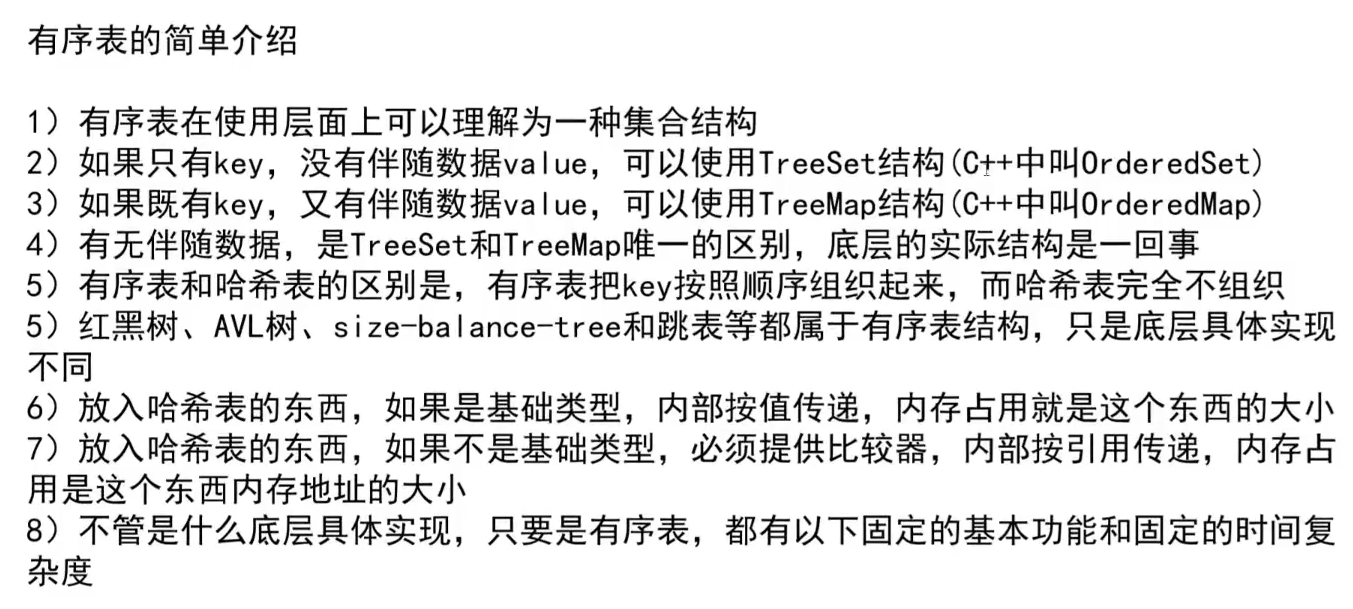 有序表的简单介绍
1）有序表在使用层面上可以理解为一种集合结构
2）如果只有key，没有伴随数据value，可以使用TreeSet结构(C++中叫OrderedSet)
3）如果既有key，又有伴随数据value，可以使用TreeMap结构(C++中叫OrderedMap)
4）有无伴随数据，是TreeSet和TreeMap唯一的区别，底层的实际结构是一回事
5）有序表和哈希表的区别是，有序表把key按照顺序组织起来，而哈希表完全不组织
5）红黑树、AVL树、size-balance-tree和跳表等都属于有序表结构，只是底层具体实现
不同
6）放入哈希表的东西，如果是基础类型，内部按值传递，内存占用就是这个东西的大小
7）放入哈希表的东西，如果不是基础类型，必须提供比较器，内部按引用传递，内存占
用是这个东西内存地址的大小
8）不管是什么底层具体实现，只要是有序表，都有以下固定的基本功能和固定的时间复
杂度